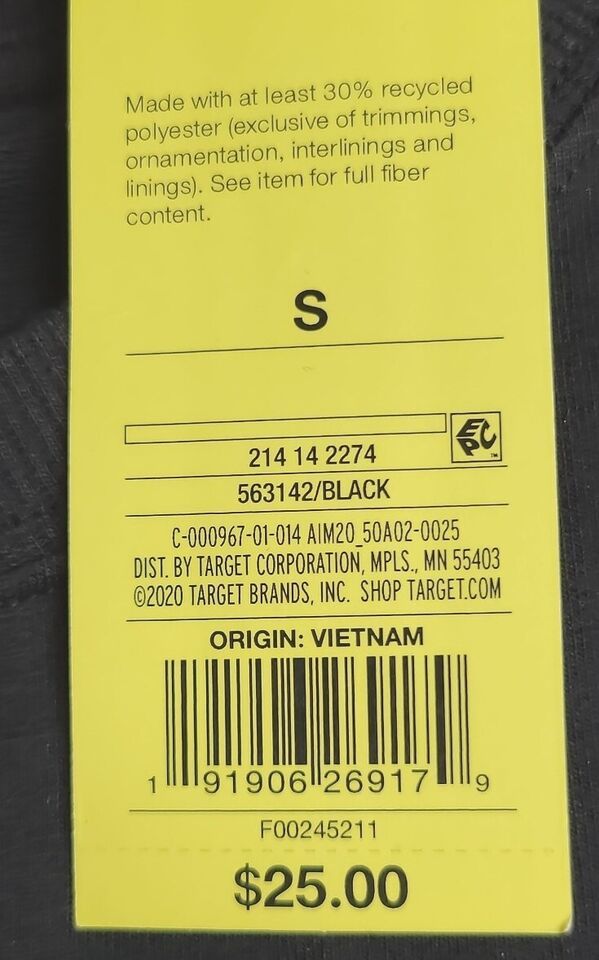 Made with at least 30% recycled
polyester (exclusive of trimmings,
ornamentation, interlinings and
linings). See item for full fiber
content.
S
EPC
TM
214 14 2274
563142/BLACK
C-000967-01-014 AIM20_50A02-0025
DIST. BY TARGET CORPORATION, MPLS., MN 55403
©2020 TARGET BRANDS, INC. SHOP TARGET.COM
ORIGIN: VIETNAM
1 91906 26917 9
F00245211
$25.00